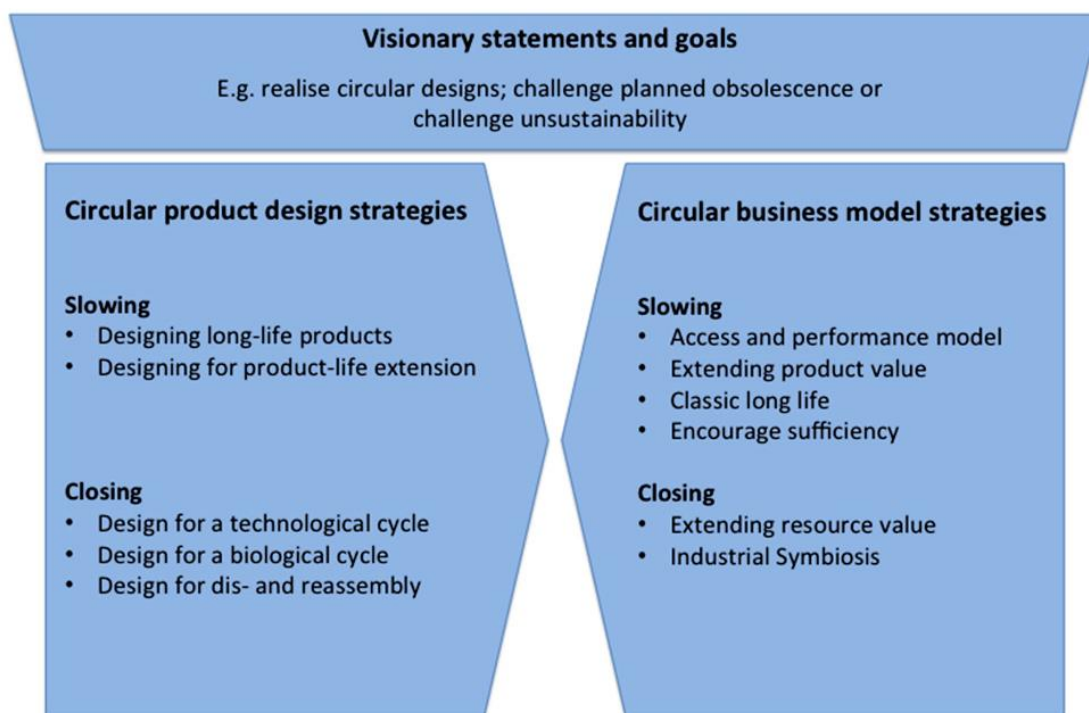 Visionary statements and goals
E.g. realise circular designs; challenge planned obsolescence or
challenge unsustainability
Circular product design strategies
Slowing
• Designing long-life products
• Designing for product-life extension
Closing
• Design for a technological cycle
• Design for a biological cycle
• Design for dis- and reassembly
Circular business model strategies
Slowing
• Access and performance model
• Extending product value
• Classic long life
• Encourage sufficiency
Closing
• Extending resource value
• Industrial Symbiosis